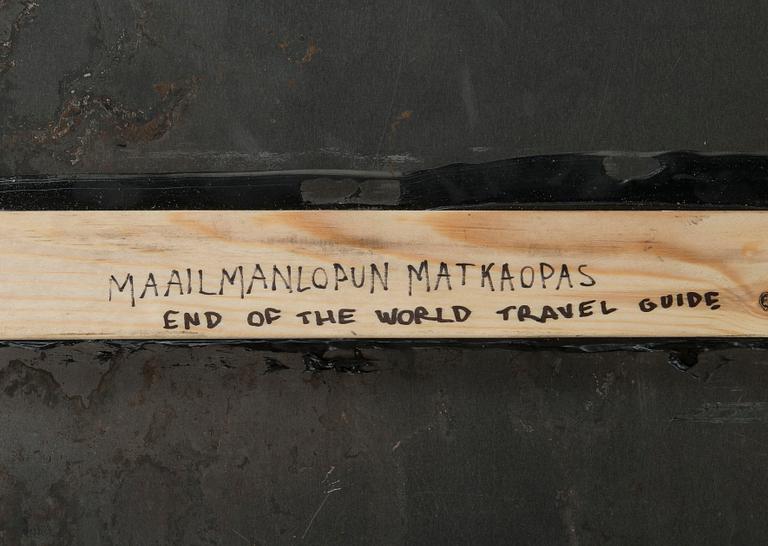 MAAILMANLOPUN MATKAOPAS
END OF THE WORLD TRAVEL GUIDE